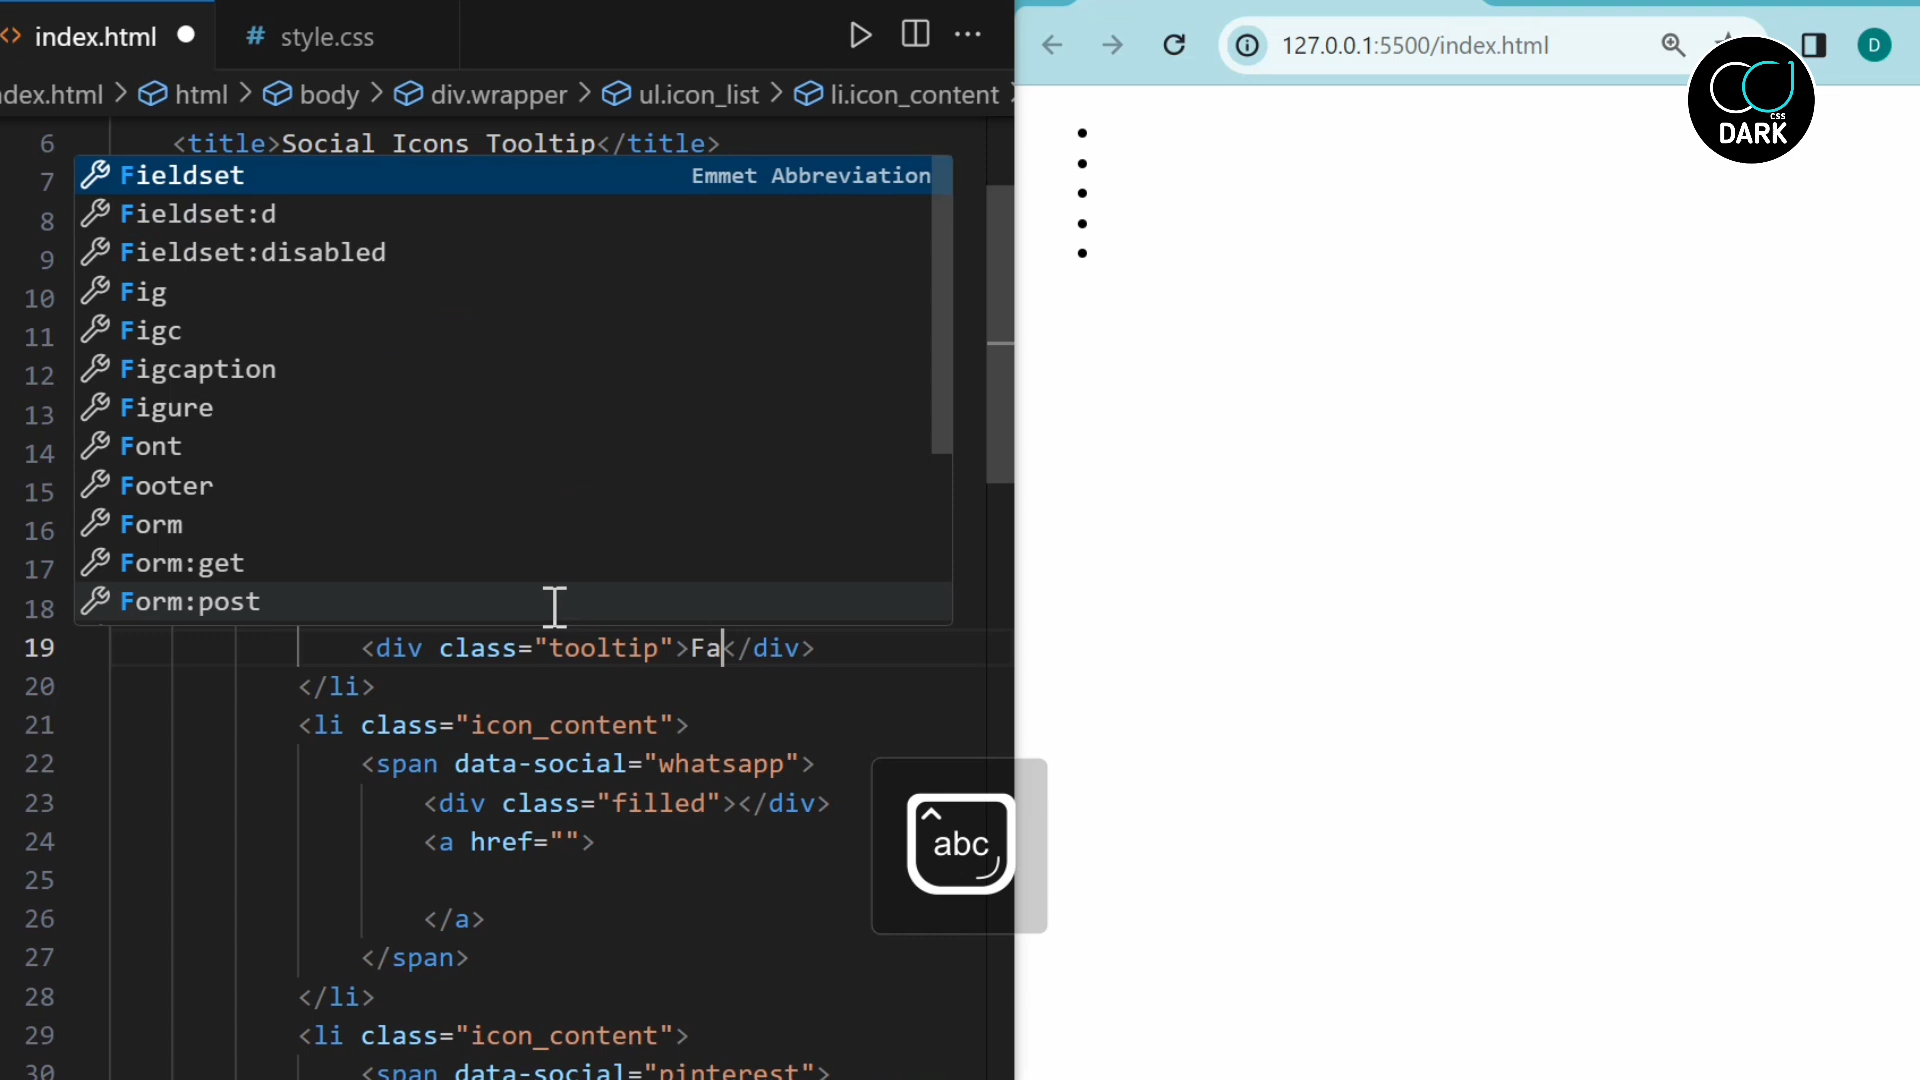 index.html
# style.css
127.0.0.1:5500/index.html
D
CSS
DARK
dex.html > html > body > div.wrapper > ul.icon_list > li.icon_content
6 <title>Social Icons Tooltip</title>
7 Fieldset Emmet Abbreviation
8 Fieldset:d
9 Fieldset:disabled
10 Fig
11 Figc
12 Figcaption
13 Figure
14 Font
15 Footer
16 Form
17 Form:get
18 Form:post
19 <div class="tooltip">Fa</div>
20 </li>
21 <li class="icon_content">
22 <span data-social="whatsapp">
23 <div class="filled"></div>
24 <a href="">
25
26 </a>
27 </span>
28 </li>
29 <li class="icon_content">
30 <span data-social="pinterest">
abc